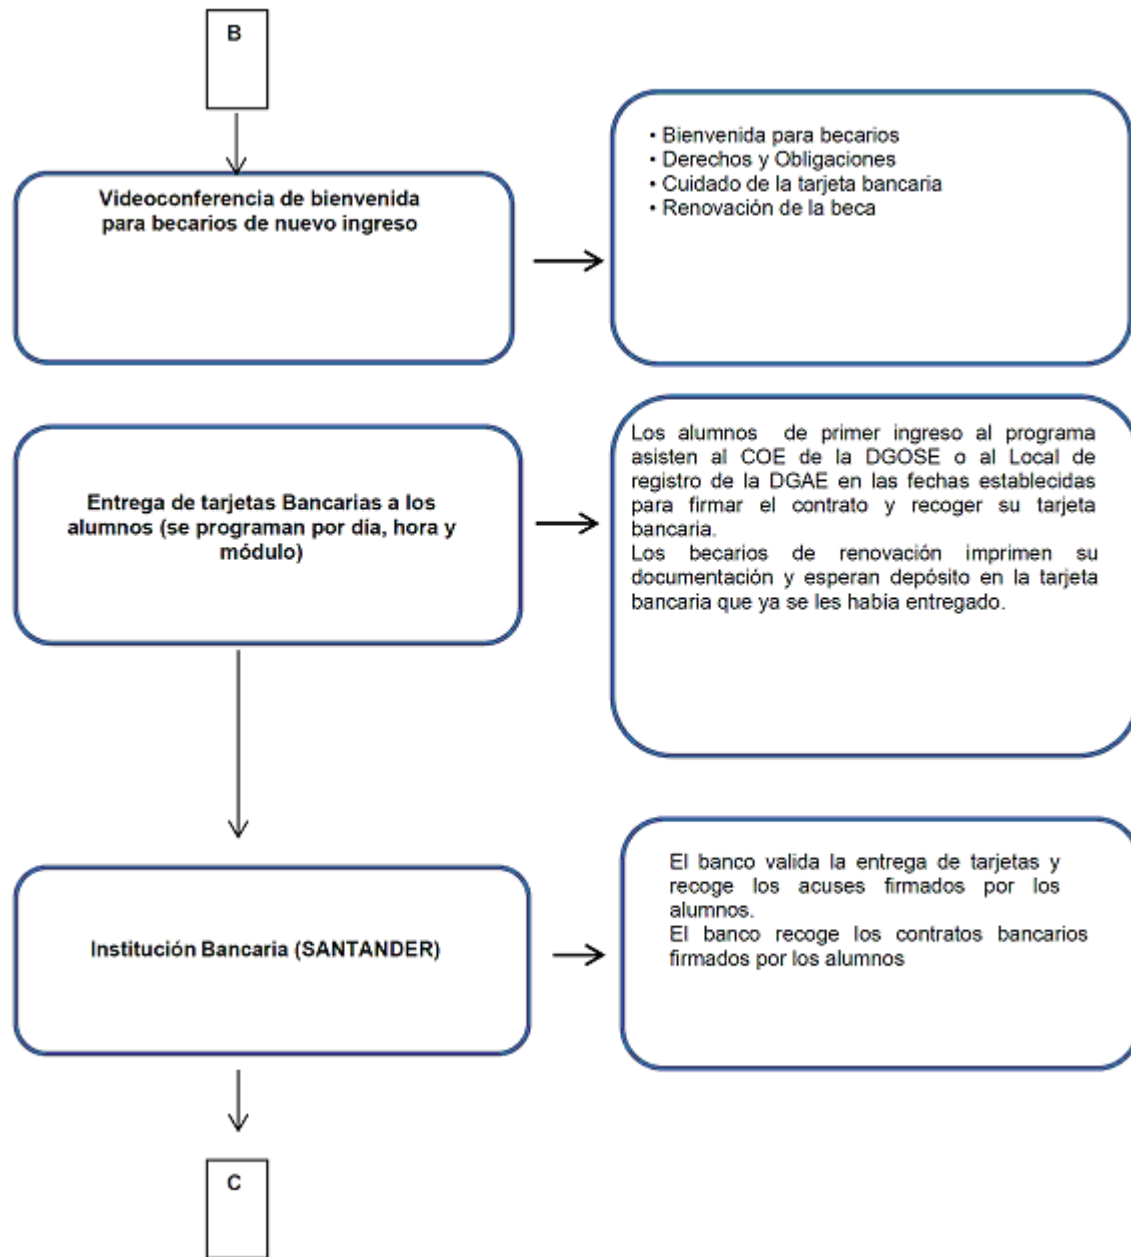 B
Videoconferencia de bienvenida
para becarios de nuevo ingreso
• Bienvenida para becarios
• Derechos y Obligaciones
• Cuidado de la tarjeta bancaria
• Renovación de la beca
Entrega de tarjetas Bancarias a los
alumnos (se programan por día, hora y
módulo)
Los alumnos de primer ingreso al programa
asisten al COE de la DGOSE o al Local de
registro de la DGAE en las fechas establecidas
para firmar el contrato y recoger su tarjeta
bancaria.
Los becarios de renovación imprimen su
documentación y esperan depósito en la tarjeta
bancaria que ya se les había entregado.
Institución Bancaria (SANTANDER)
El banco valida la entrega de tarjetas y
recoge los acuses firmados por los
alumnos.
El banco recoge los contratos bancarios
firmados por los alumnos
C